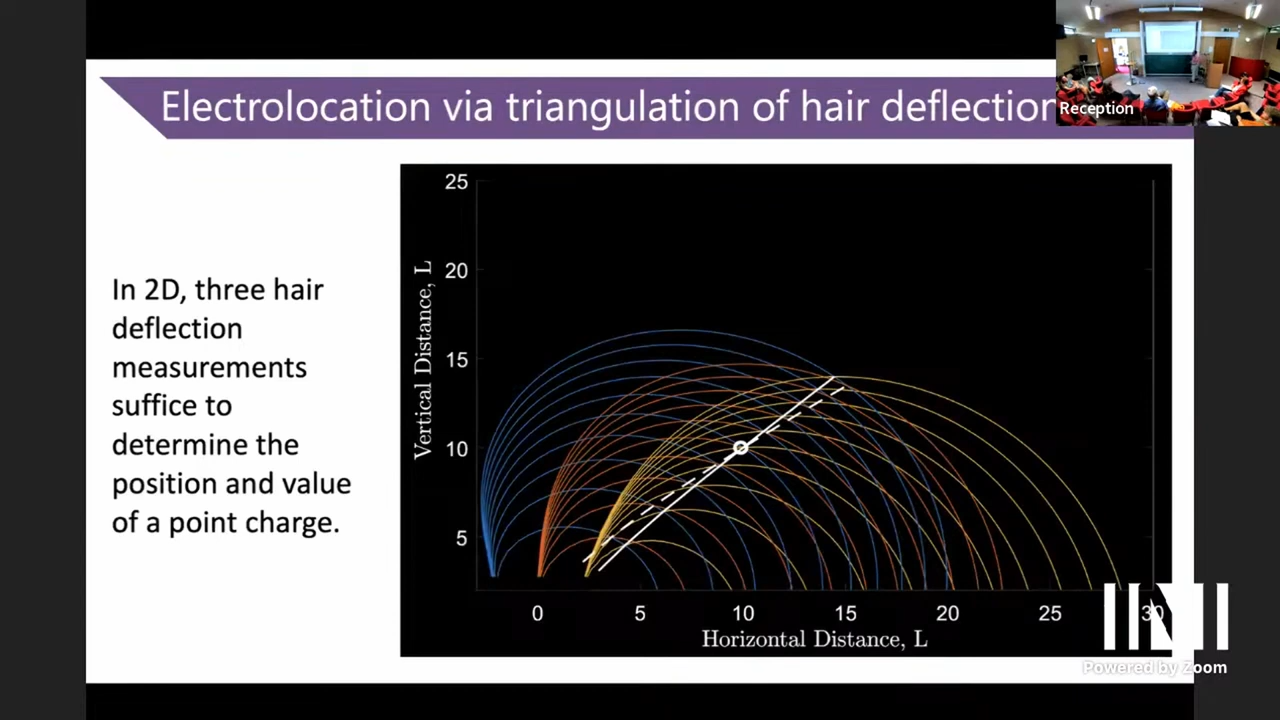 Electrolocation via triangulation of hair deflection
Reception
In 2D, three hair
deflection
measurements
suffice to
determine the
position and value
of a point charge.
Vertical Distance, L
25
20
15
10
5
0 5 10 15 20 25 30
Horizontal Distance, L
Powered by Zoom